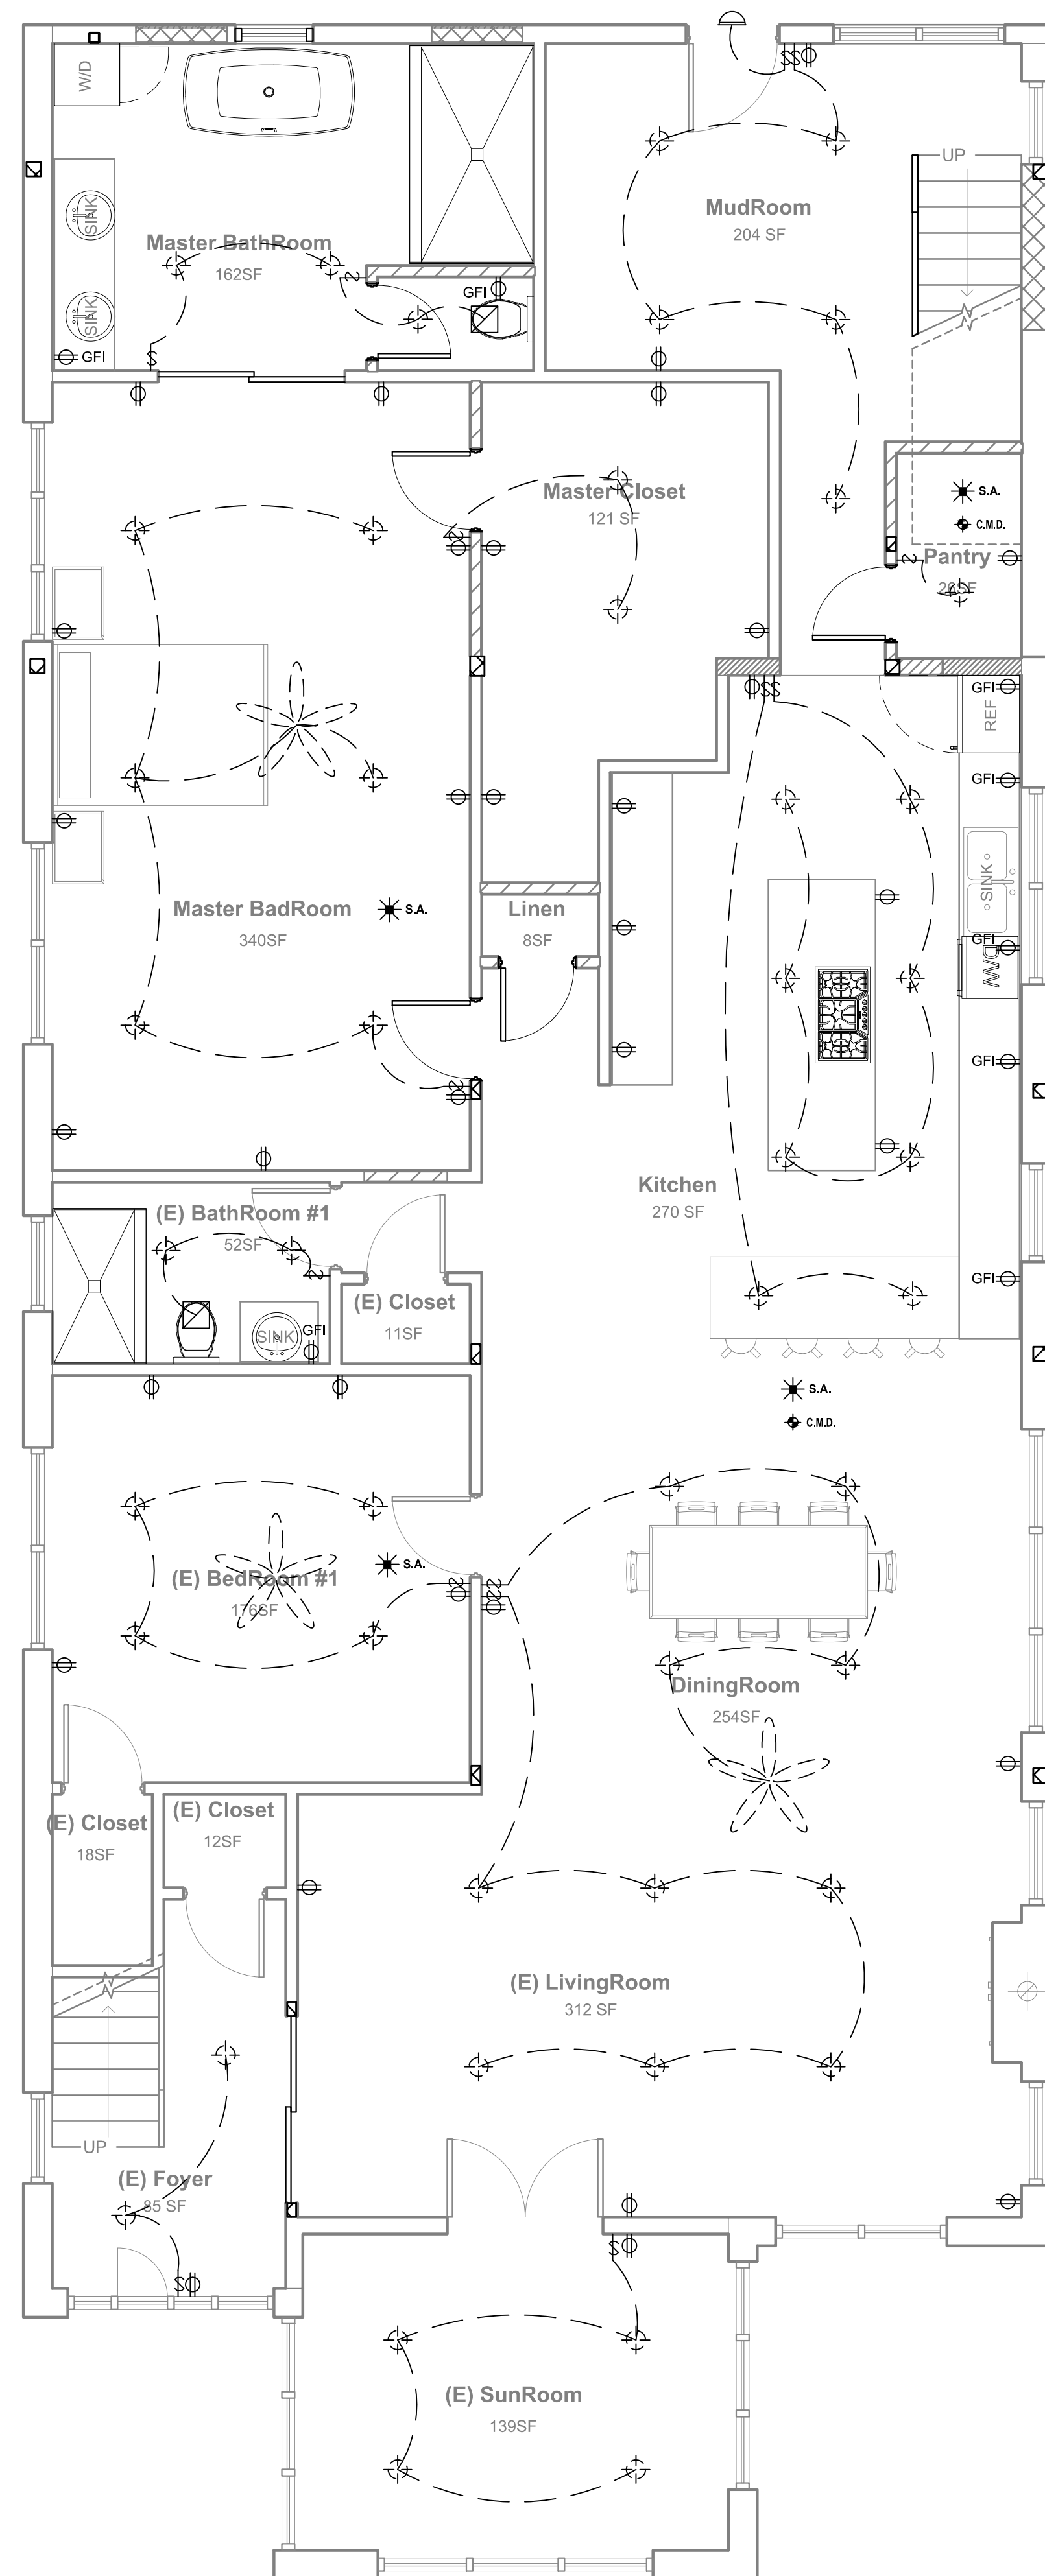 W/D
UP
SINK
MudRoom
204 SF
Master BathRoom
162SF
GFI
SINK
GFI
Master Closet
121 SF
S.A.
C.M.D.
Pantry
26SF
GFI
REF
GFI
SINK
Master BadRoom
340SF
S.A.
Linen
8SF
GFI
D/W
GFI
Kitchen
270 SF
(E) BathRoom #1
52SF
GFI
(E) Closet
11SF
SINK
GFI
S.A.
C.M.D.
S.A.
(E) BedRoom #1
176SF
DiningRoom
254SF
(E) Closet
12SF
(E) Closet
18SF
(E) LivingRoom
312 SF
UP
(E) Foyer
85 SF
(E) SunRoom
139SF